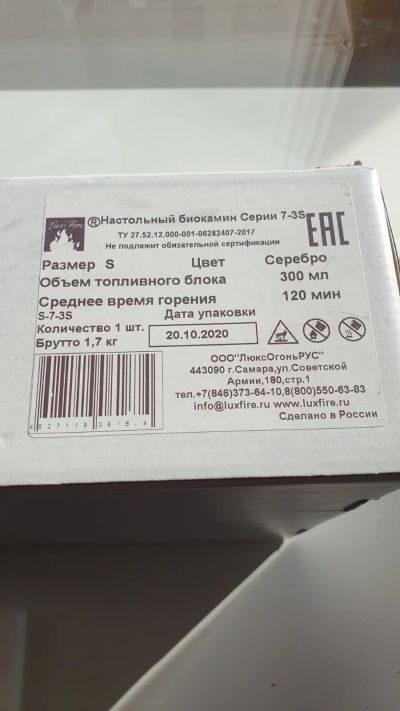 Lux Fire
®Настольный биокамин Серии 7-3S
ТУ 27.52.12.000-001-06282407-2017
Не подлежит обязательной сертификации
EAC
Размер S Цвет Серебро
Объем топливного блока 300 мл
Среднее время горения 120 мин
S-7-3S Дата упаковки
Количество 1 шт. 20.10.2020
Брутто 1,7 кг
ООО"ЛюксОгоньРУС"
443090 г.Самара,ул.Советской
Армии,180,стр.1
тел.+7(846)373-64-10,8(800)550-63-83
info@luxfire.ru www.luxfire.ru
Сделано в России
462711908184